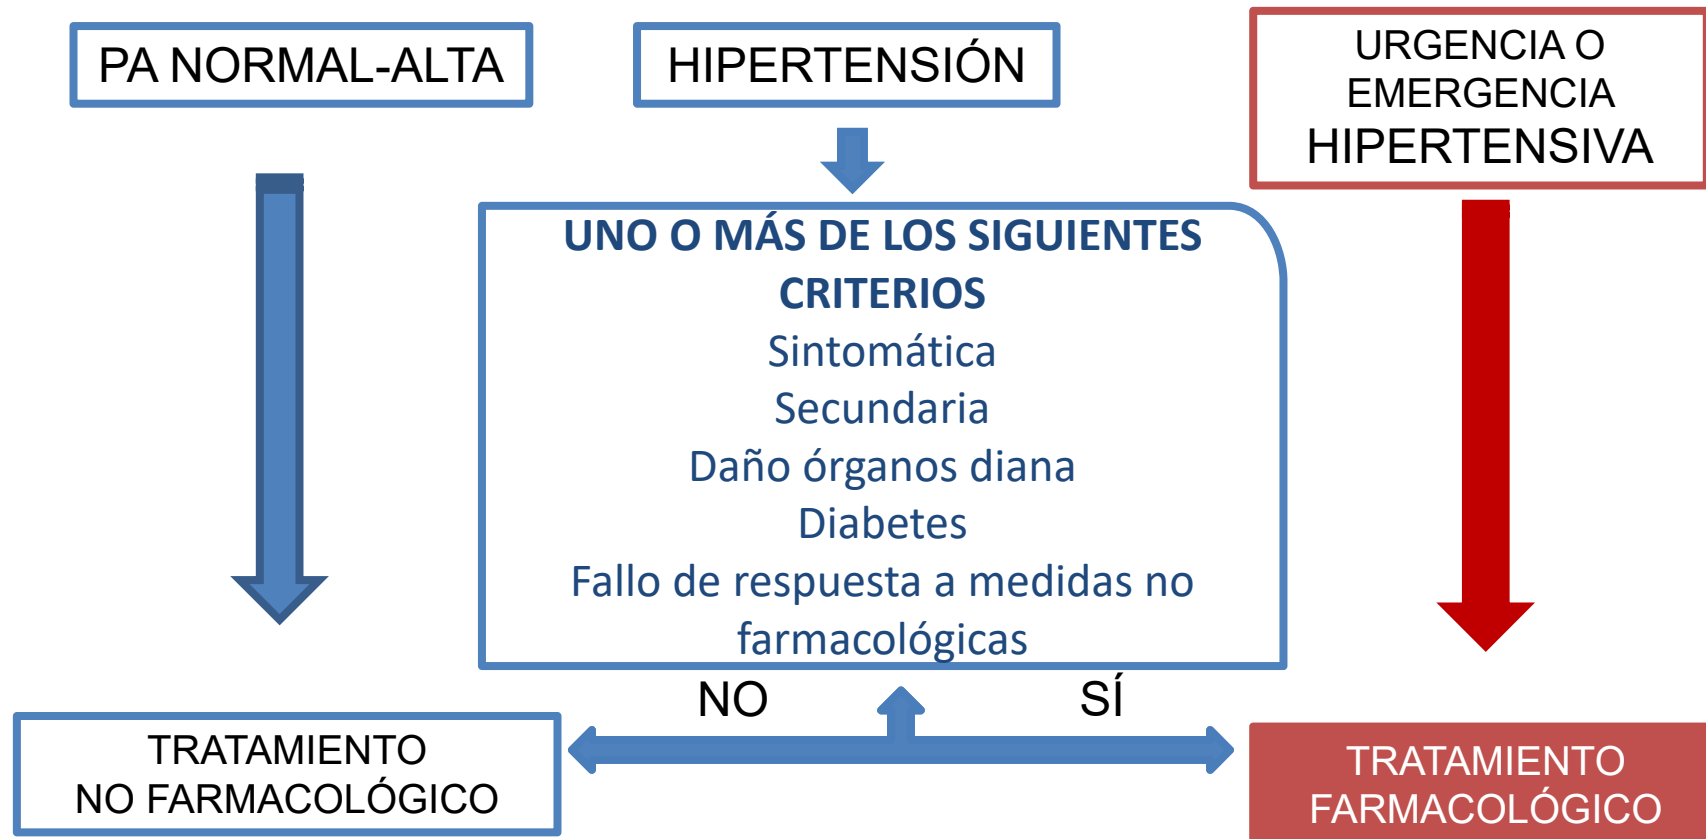 PA NORMAL-ALTA
HIPERTENSIÓN
URGENCIA O
EMERGENCIA
HIPERTENSIVA
UNO O MÁS DE LOS SIGUIENTES
CRITERIOS
Sintomática
Secundaria
Daño órganos diana
Diabetes
Fallo de respuesta a medidas no
farmacológicas
NO
SÍ
TRATAMIENTO
NO FARMACOLÓGICO
TRATAMIENTO
FARMACOLÓGICO